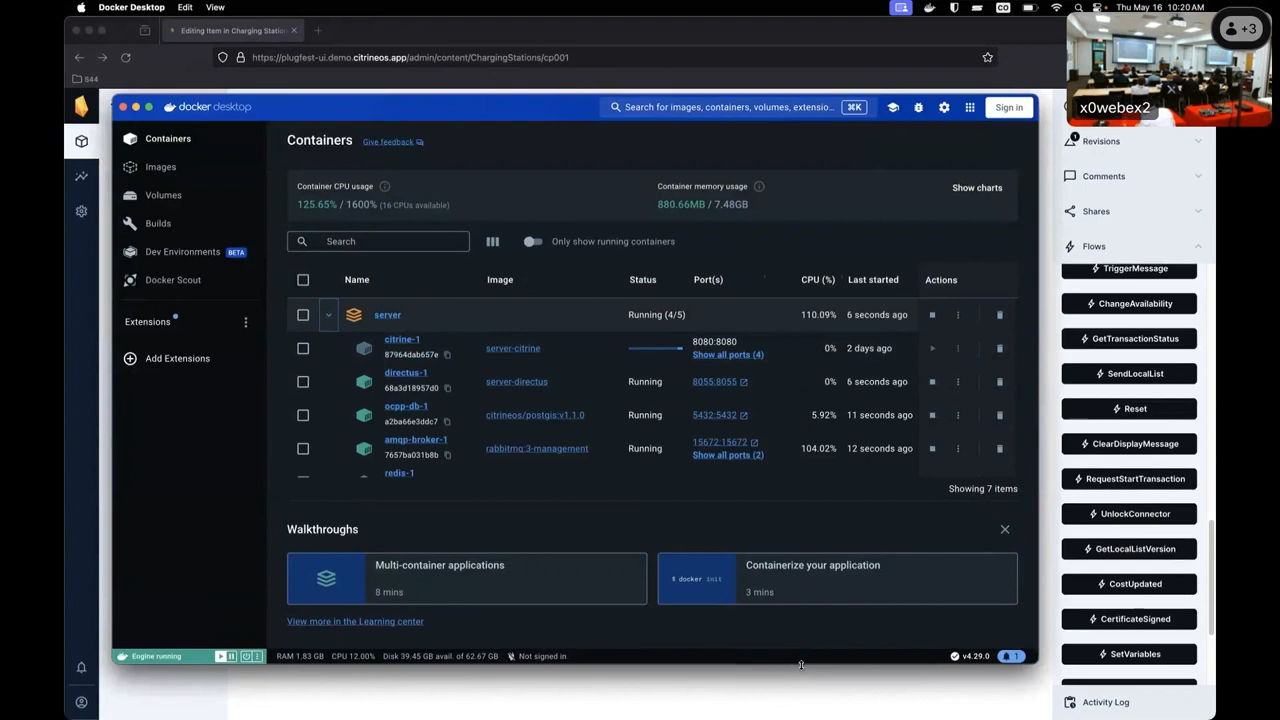 Docker Desktop Edit View
CO
Thu May 16 10:20 AM
Editing Item in Charging Statio
https://plugfest-ui.demo.citrineos.app/admin/content/ChargingStations/cp001
S44
+3
x0webex2
docker desktop
Search for images, containers, volumes, extensio... ⌘K
Sign in
Containers
Images
Volumes
Builds
Dev Environments BETA
Docker Scout
Extensions
Add Extensions
Containers Give feedback
Container CPU usage
125.65% / 1600% (16 CPUs available)
Container memory usage
880.66MB / 7.48GB
Show charts
Search
Only show running containers
Name Image Status Port(s) CPU (%) Last started Actions
server Running (4/5) 110.09% 6 seconds ago
citrine-1
87964dab657e
server-citrine
8080:8080
Show all ports (4)
0% 2 days ago
directus-1
68a3d18957d0
server-directus Running 8055:8055 0% 6 seconds ago
ocpp-db-1
a2ba66e3ddc7
citrineos/postgis:v1.1.0 Running 5432:5432 5.92% 11 seconds ago
amqp-broker-1
7657ba031b8b
rabbitmq:3-management Running
15672:15672
Show all ports (2)
104.02% 12 seconds ago
redis-1
Showing 7 items
Walkthroughs
Multi-container applications
8 mins
$ docker init
Containerize your application
3 mins
View more in the Learning center
Engine running
RAM 1.83 GB CPU 12.00% Disk 39.45 GB avail. of 62.67 GB Not signed in
v4.29.0 1
1
Revisions
Comments
Shares
Flows
TriggerMessage
ChangeAvailability
GetTransactionStatus
SendLocalList
Reset
ClearDisplayMessage
RequestStartTransaction
UnlockConnector
GetLocalListVersion
CostUpdated
CertificateSigned
SetVariables
Activity Log